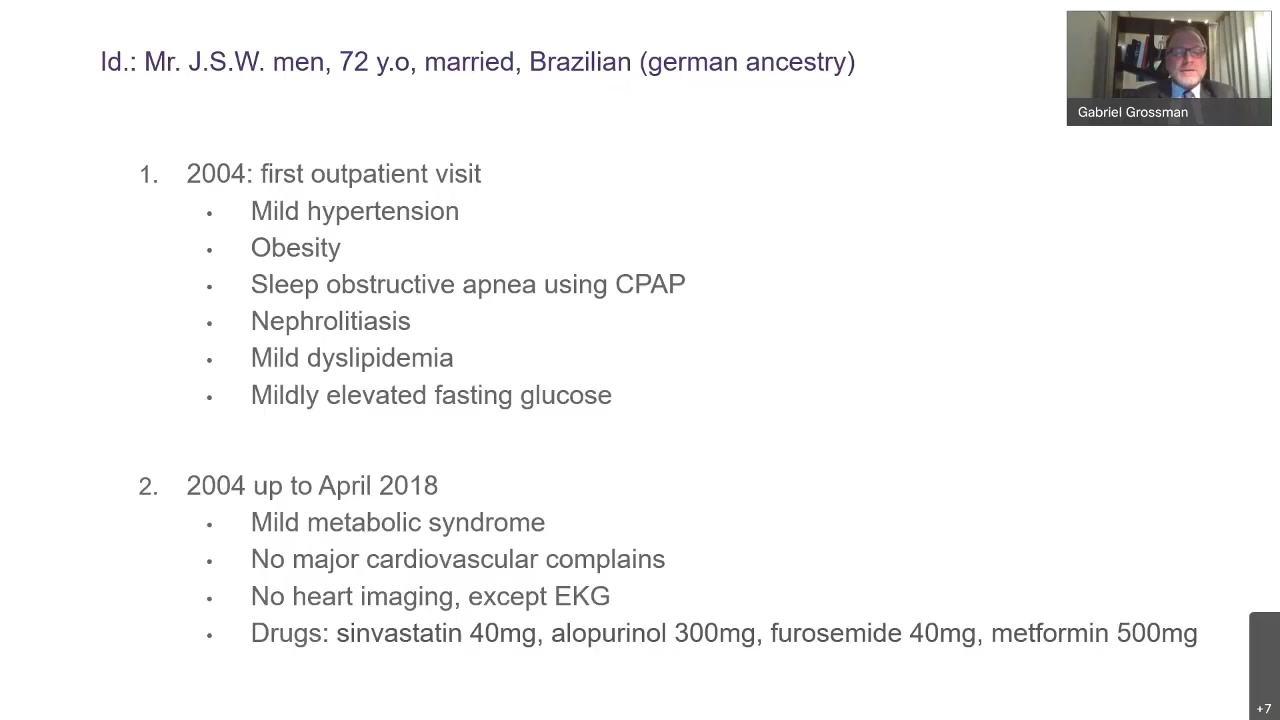 Id.: Mr. J.S.W. men, 72 y.o, married, Brazilian (german ancestry)
Gabriel Grossman
1. 2004: first outpatient visit
• Mild hypertension
• Obesity
• Sleep obstructive apnea using CPAP
• Nephrolitiasis
• Mild dyslipidemia
• Mildly elevated fasting glucose
2. 2004 up to April 2018
• Mild metabolic syndrome
• No major cardiovascular complains
• No heart imaging, except EKG
• Drugs: sinvastatin 40mg, alopurinol 300mg, furosemide 40mg, metformin 500mg
+7